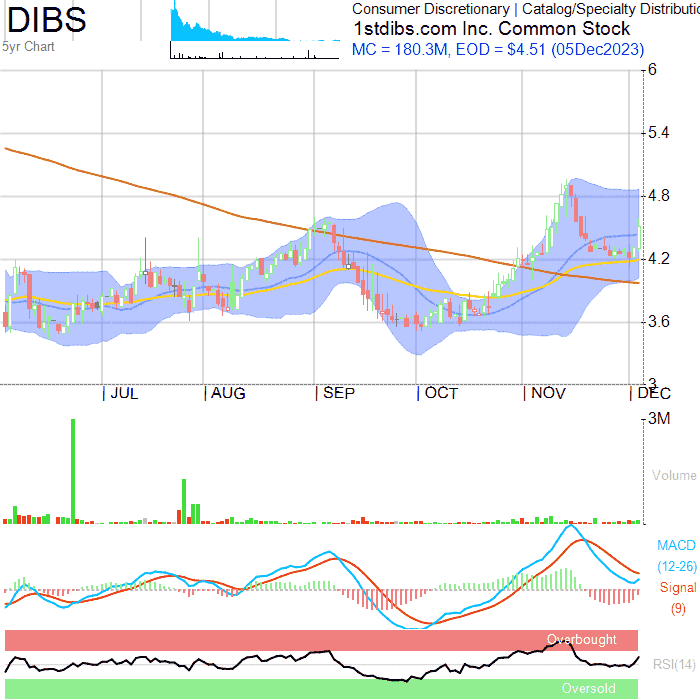 DIBS
5yr Chart
Consumer Discretionary | Catalog/Specialty Distributio
1stdibs.com Inc. Common Stock
MC = 180.3M, EOD = $4.51 (05Dec2023)
6
5.4
4.8
4.2
3.6
3
JUL
AUG
SEP
OCT
NOV
DEC
3M
Volume
MACD
(12-26)
Signal
(9)
Overbought
RSI(14)
Oversold